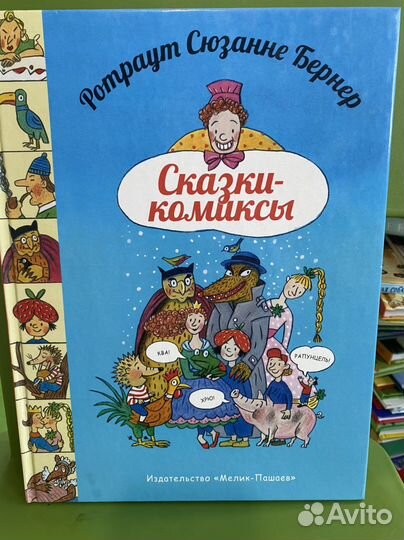 Ротраут Сюзанне Бернер
Сказки-
комиксы
КВА!
РАПУНЦЕЛЬ!
ХРЮ!
Издательство «Мелик-Пашаев»
Avito